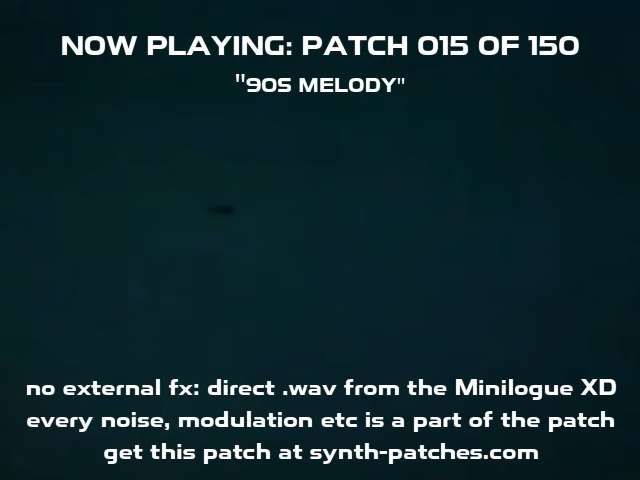 NOW PLAYING: PATCH 015 OF 150
"90S MELODY"
no external fx: direct .wav from the Minilogue XD
every noise, modulation etc is a part of the patch
get this patch at synth-patches.com